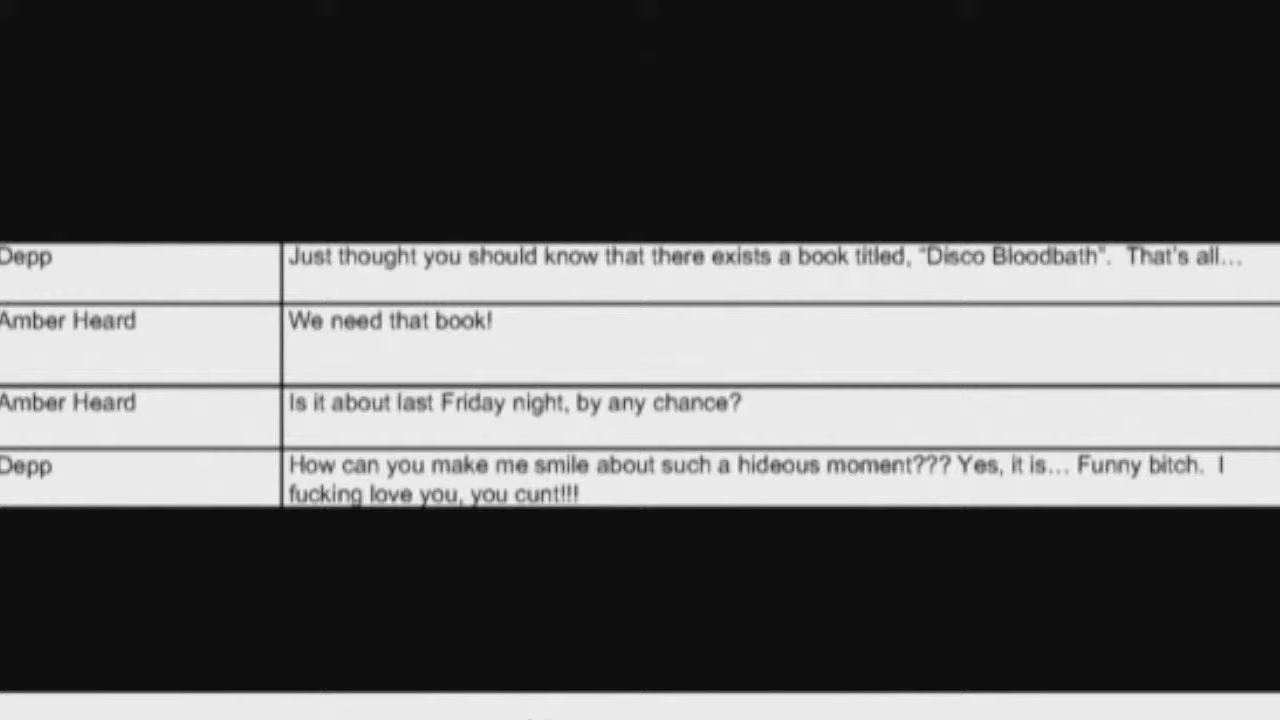 Depp Just thought you should know that there exists a book titled, "Disco Bloodbath". That's all...
Amber Heard We need that book!
Amber Heard Is it about last Friday night, by any chance?
Depp How can you make me smile about such a hideous moment??? Yes, it is... Funny bitch. I
fucking love you, you cunt!!!